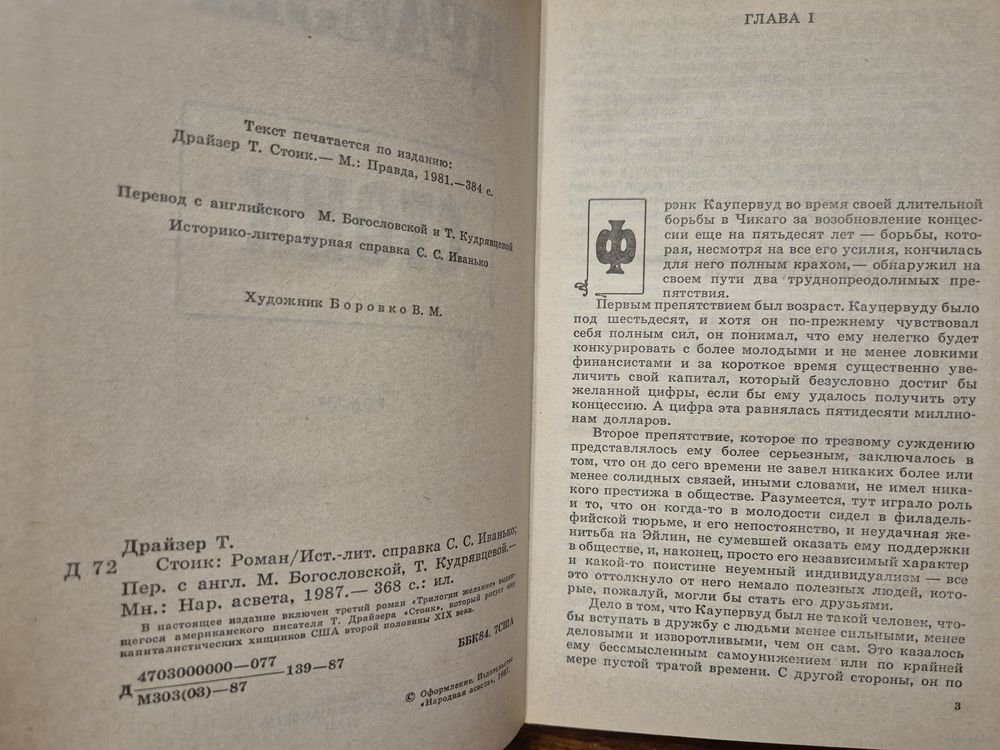 Текст печатается по изданию:
Драйзер Т. Стоик.— М.: Правда, 1981.—384 с.
Перевод с английского М. Богословской и Т. Кудрявцевой
Историко-литературная справка С. С. Иванько
Художник Боровко В. М.
Драйзер Т.
Д 72 Стоик: Роман/Ист.-лит. справка С. С. Иванько;
Пер. с англ. М. Богословской, Т. Кудрявцевой.—
Мн.: Нар. асвета, 1987.— 368 с.: ил.
В настоящее издание включен третий роман «Трилогии желания» выдаю-
щегося американского писателя Т. Драйзера «Стоик», который рисует мир
капиталистических хищников США второй половины XIX века.
4703000000—077
Д 139—87
М303(03)—87
ББК84. 7США
© Оформление. Издательство
«Народная асвета», 1987.
ГЛАВА I
Франк Каупервуд во время своей длительной
борьбы в Чикаго за возобновление концес-
сии еще на пятьдесят лет — борьбы, кото-
рая, несмотря на все его усилия, кончилась
для него полным крахом,— обнаружил на
своем пути два труднопреодолимых пре-
пятствия.
Первым препятствием был возраст. Каупервуду было
под шестьдесят, и хотя он по-прежнему чувствовал
себя полным сил, он понимал, что ему нелегко будет
конкурировать с более молодыми и не менее ловкими
финансистами и за короткое время существенно уве-
личить свой капитал, который безусловно достиг бы
желанной цифры, если бы ему удалось получить эту
концессию. А цифра эта равнялась пятидесяти миллио-
нам долларов.
Второе препятствие, которое по трезвому суждению
представлялось ему более серьезным, заключалось в
том, что он до сего времени не завел никаких более или
менее солидных связей, иными словами, не имел ника-
кого престижа в обществе. Разумеется, тут играло роль
и то, что он когда-то в молодости сидел в филадель-
фийской тюрьме, и его непостоянство, и неудачная же-
нитьба на Эйлин, не сумевшей оказать ему поддержки
в обществе, и, наконец, просто его независимый характер
и какой-то поистине неуемный индивидуализм — все
это оттолкнуло от него немало полезных людей, кото-
рые, пожалуй, могли бы стать его друзьями.
Дело в том, что Каупервуд был не такой человек, что-
бы вступать в дружбу с людьми менее сильными, менее
деловыми и изворотливыми, чем он сам. Это казалось
ему бессмысленным самоунижением или по крайней
мере пустой тратой времени. С другой стороны, он по
3